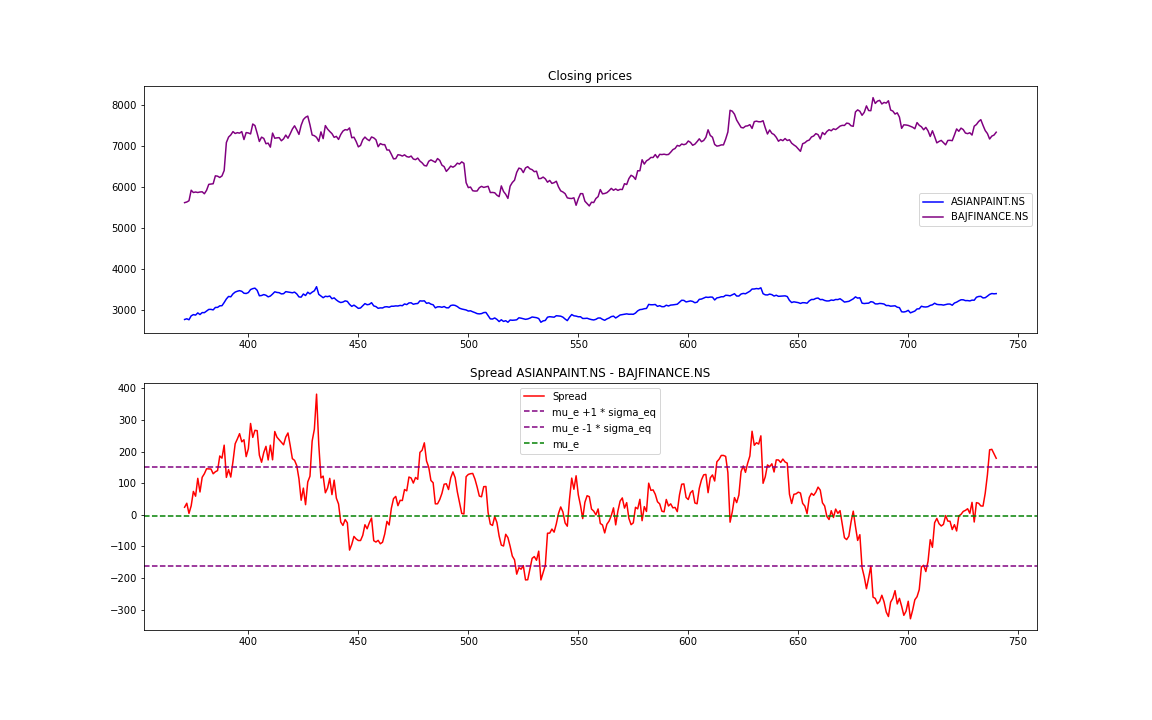 Closing prices
8000
7000
6000
5000
4000
3000
ASIANPAINT.NS
BAJFINANCE.NS
400 450 500 550 600 650 700 750
Spread ASIANPAINT.NS - BAJFINANCE.NS
400
300
200
100
0
−100
−200
−300
Spread
mu_e +1 * sigma_eq
mu_e -1 * sigma_eq
mu_e
400 450 500 550 600 650 700 750